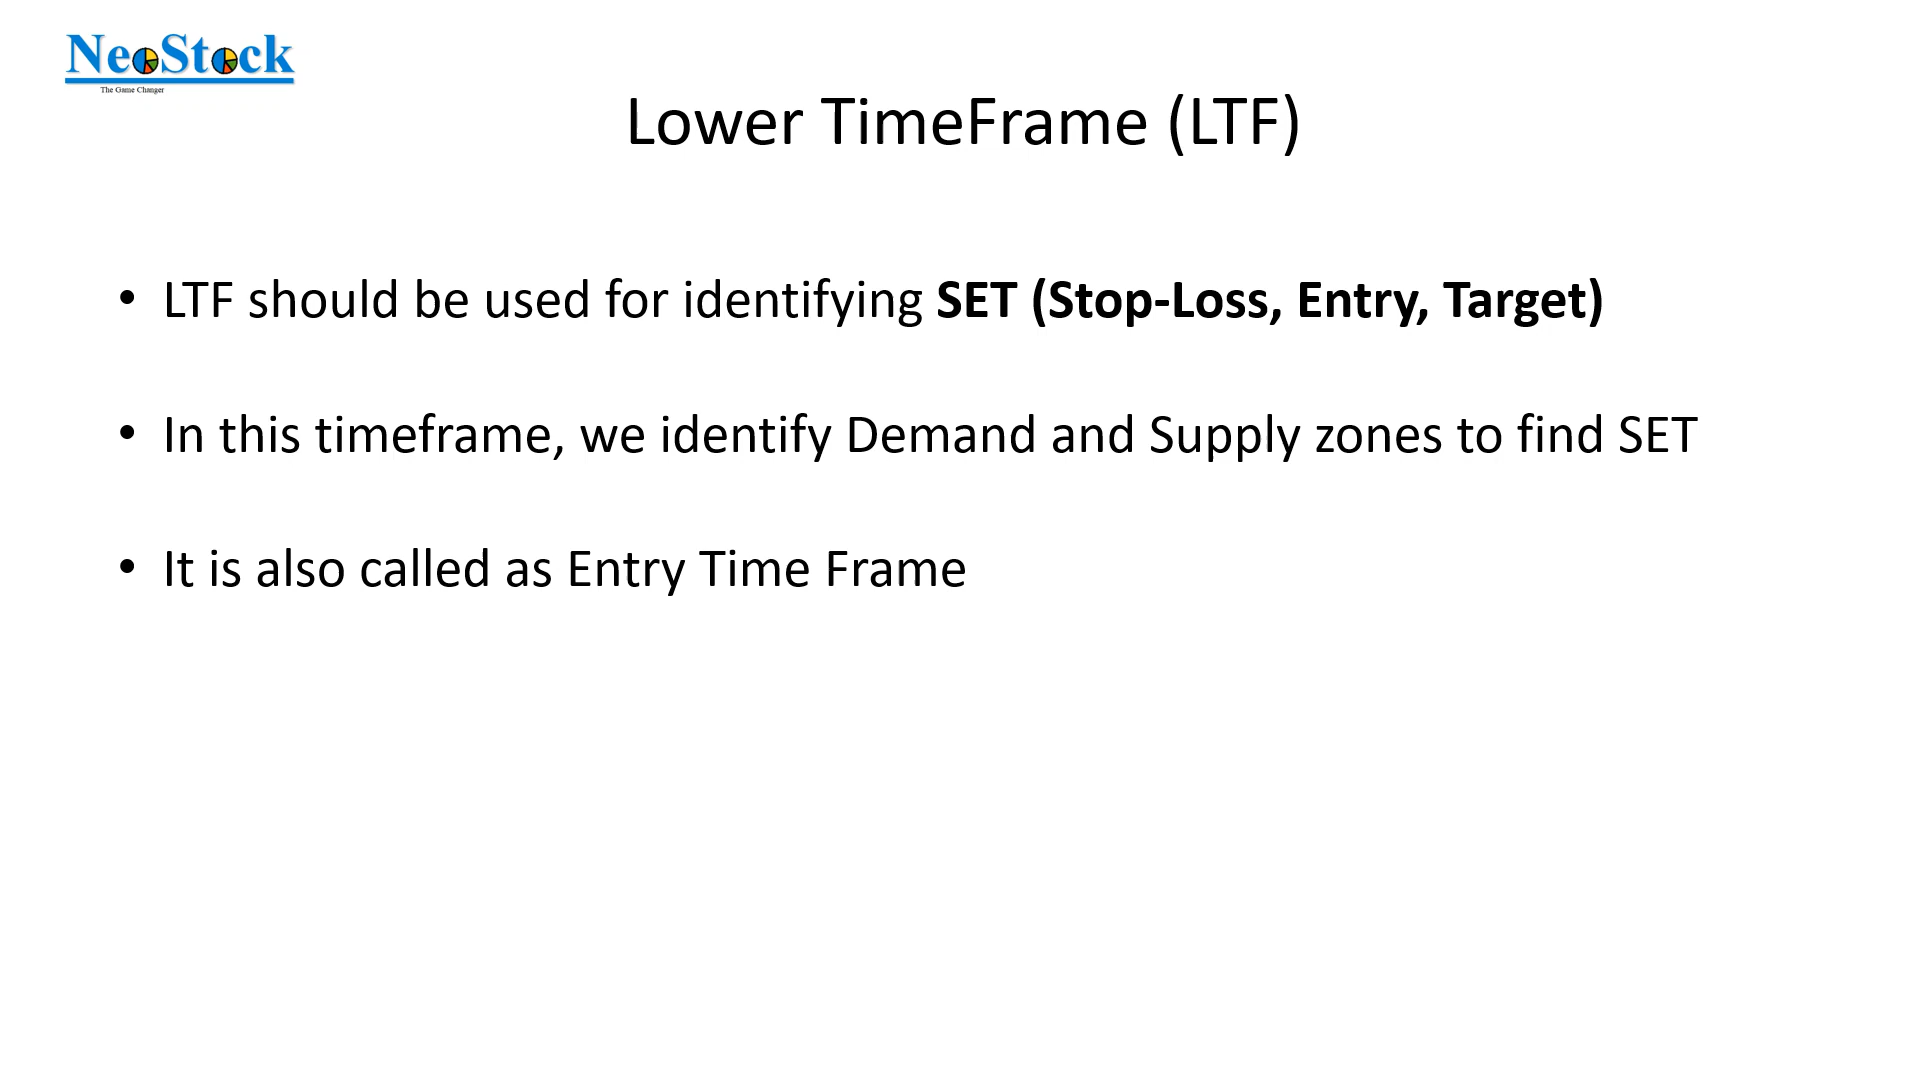 NeoStock
The Game Changer
Lower TimeFrame (LTF)
• LTF should be used for identifying SET (Stop-Loss, Entry, Target)
• In this timeframe, we identify Demand and Supply zones to find SET
• It is also called as Entry Time Frame